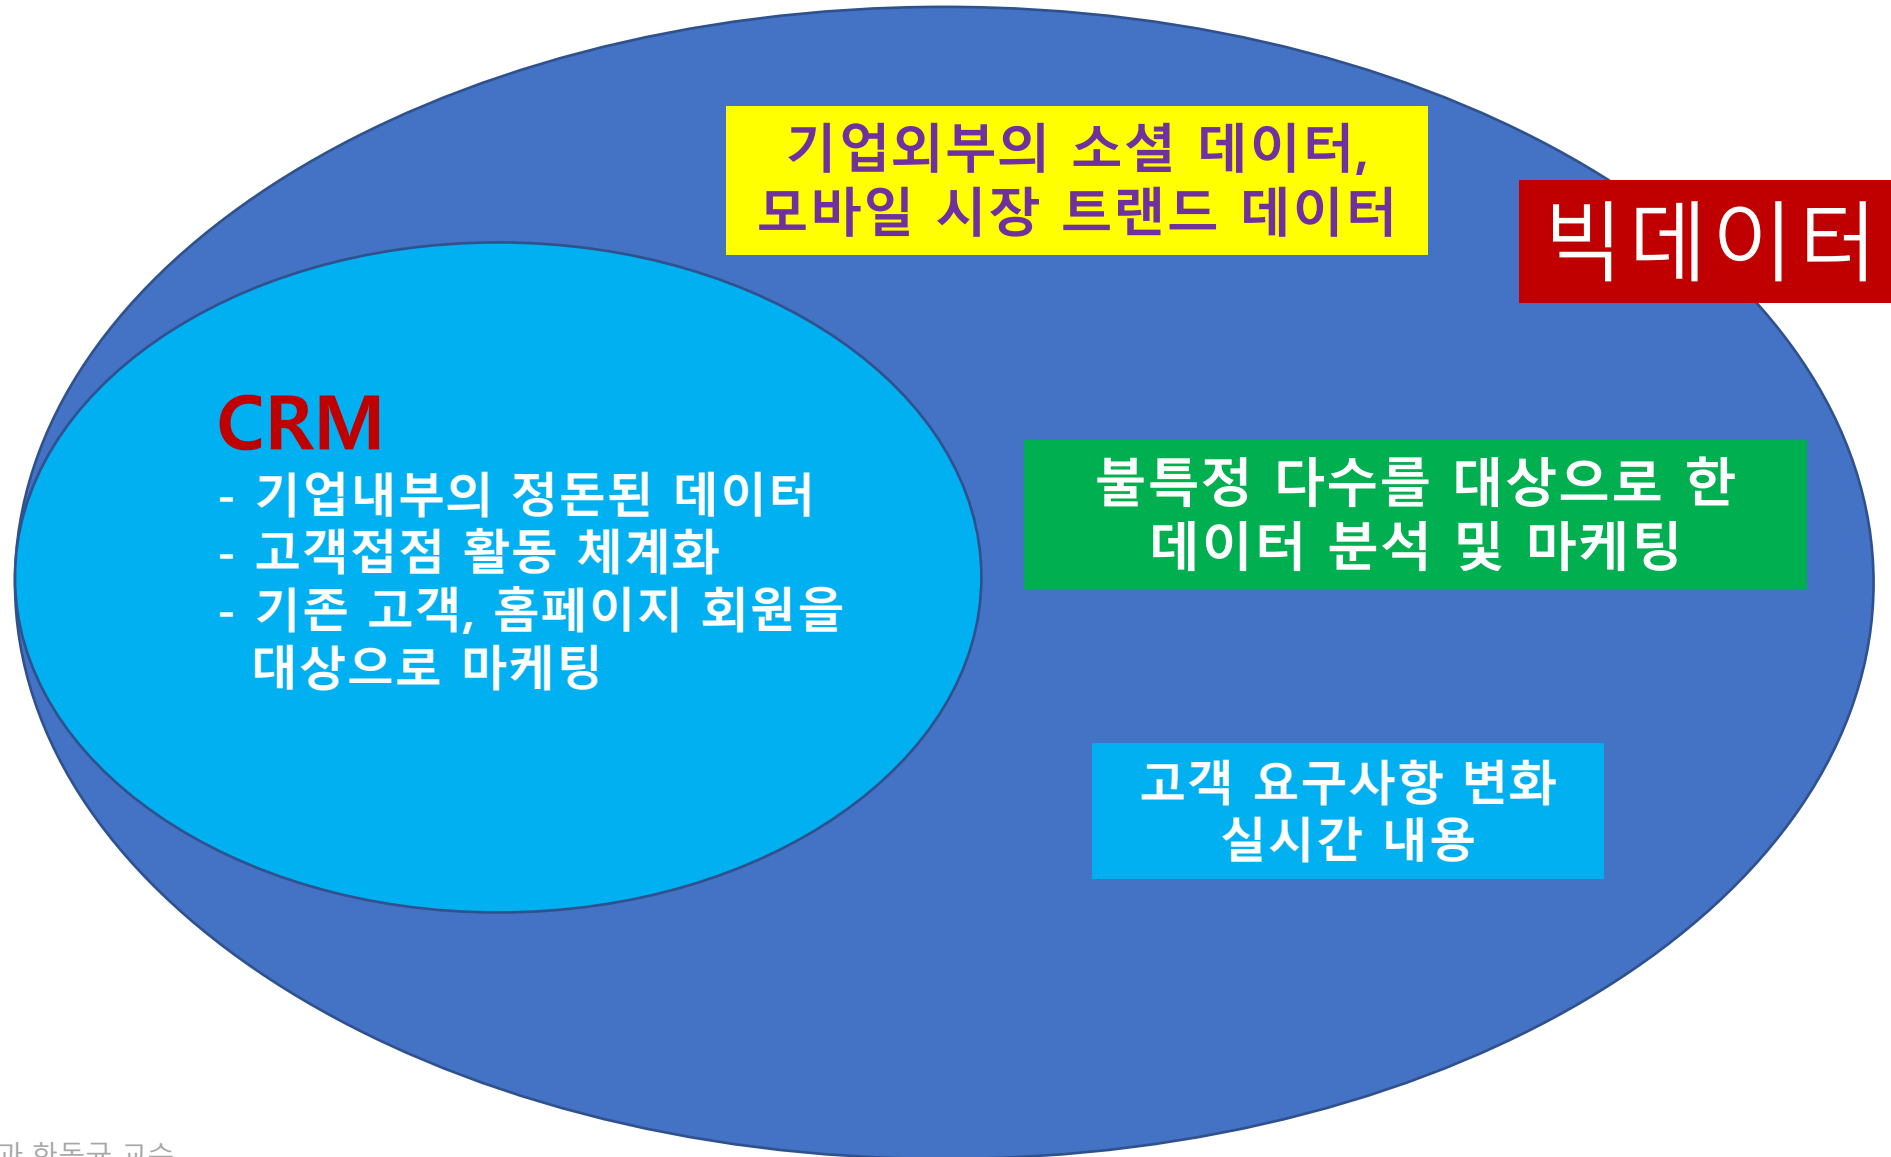 기업외부의 소셜 데이터,
모바일 시장 트랜드 데이터
빅데이터
CRM
- 기업내부의 정돈된 데이터
- 고객접점 활동 체계화
- 기존 고객, 홈페이지 회원을
대상으로 마케팅
불특정 다수를 대상으로 한
데이터 분석 및 마케팅
고객 요구사항 변화
실시간 내용
교수